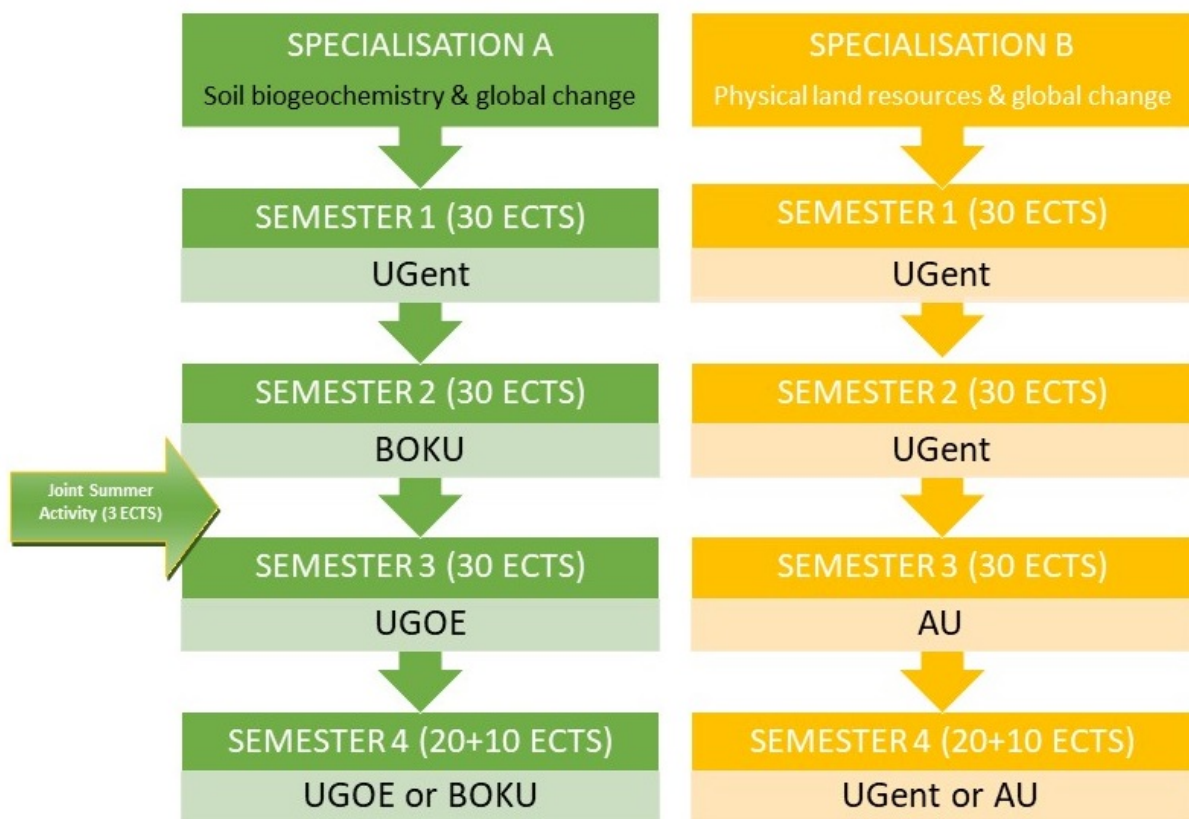 SPECIALISATION A
Soil biogeochemistry & global change
SEMESTER 1 (30 ECTS)
UGent
SEMESTER 2 (30 ECTS)
BOKU
Joint Summer
Activity (3 ECTS)
SEMESTER 3 (30 ECTS)
UGOE
SEMESTER 4 (20+10 ECTS)
UGOE or BOKU
SPECIALISATION B
Physical land resources & global change
SEMESTER 1 (30 ECTS)
UGent
SEMESTER 2 (30 ECTS)
UGent
SEMESTER 3 (30 ECTS)
AU
SEMESTER 4 (20+10 ECTS)
UGent or AU